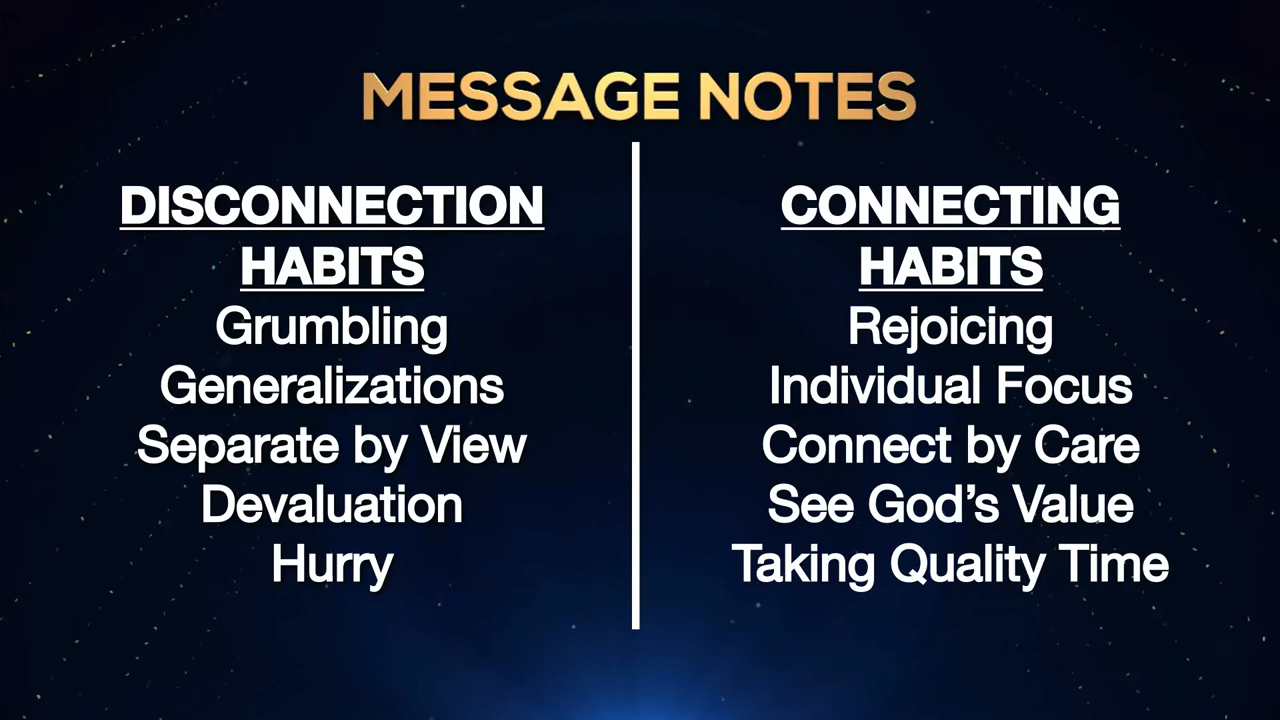 MESSAGE NOTES
DISCONNECTION
HABITS
Grumbling
Generalizations
Separate by View
Devaluation
Hurry
CONNECTING
HABITS
Rejoicing
Individual Focus
Connect by Care
See God’s Value
Taking Quality Time